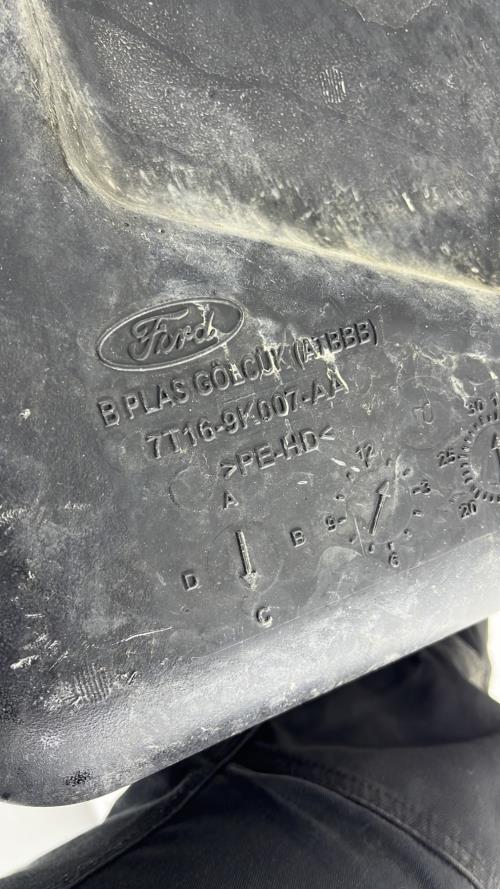 Ford
B PLAS GÖLCÜK (ATBBB)
7T16-9K007-AA
>PE-HD<
A
B
C
D
12
3
6
9
30
25
20